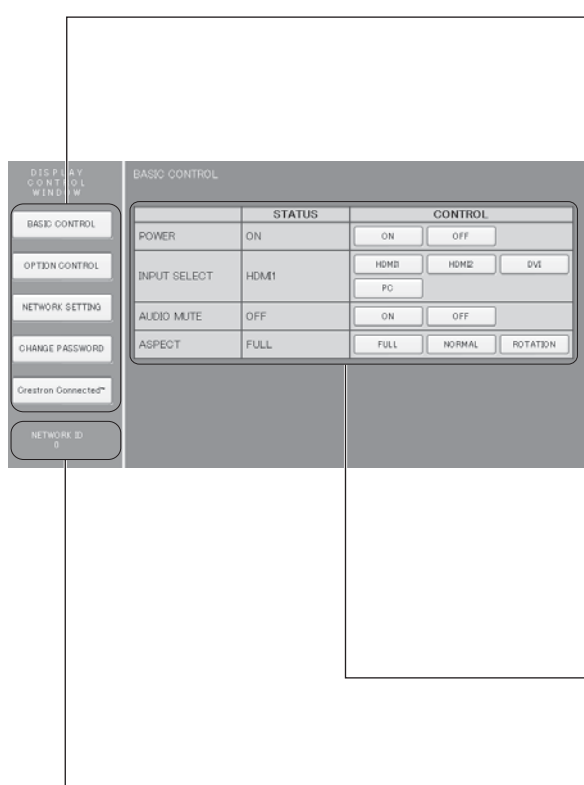 DISPLAY
CONTROL
WINDOW
BASIC CONTROL
OPTION CONTROL
NETWORK SETTING
CHANGE PASSWORD
Crestron Connected™
NETWORK ID
0
BASIC CONTROL
STATUS CONTROL
POWER ON ON OFF
INPUT SELECT HDMI1 HDMI1 HDMI2 DVI
PC
AUDIO MUTE OFF ON OFF
ASPECT FULL FULL NORMAL ROTATION